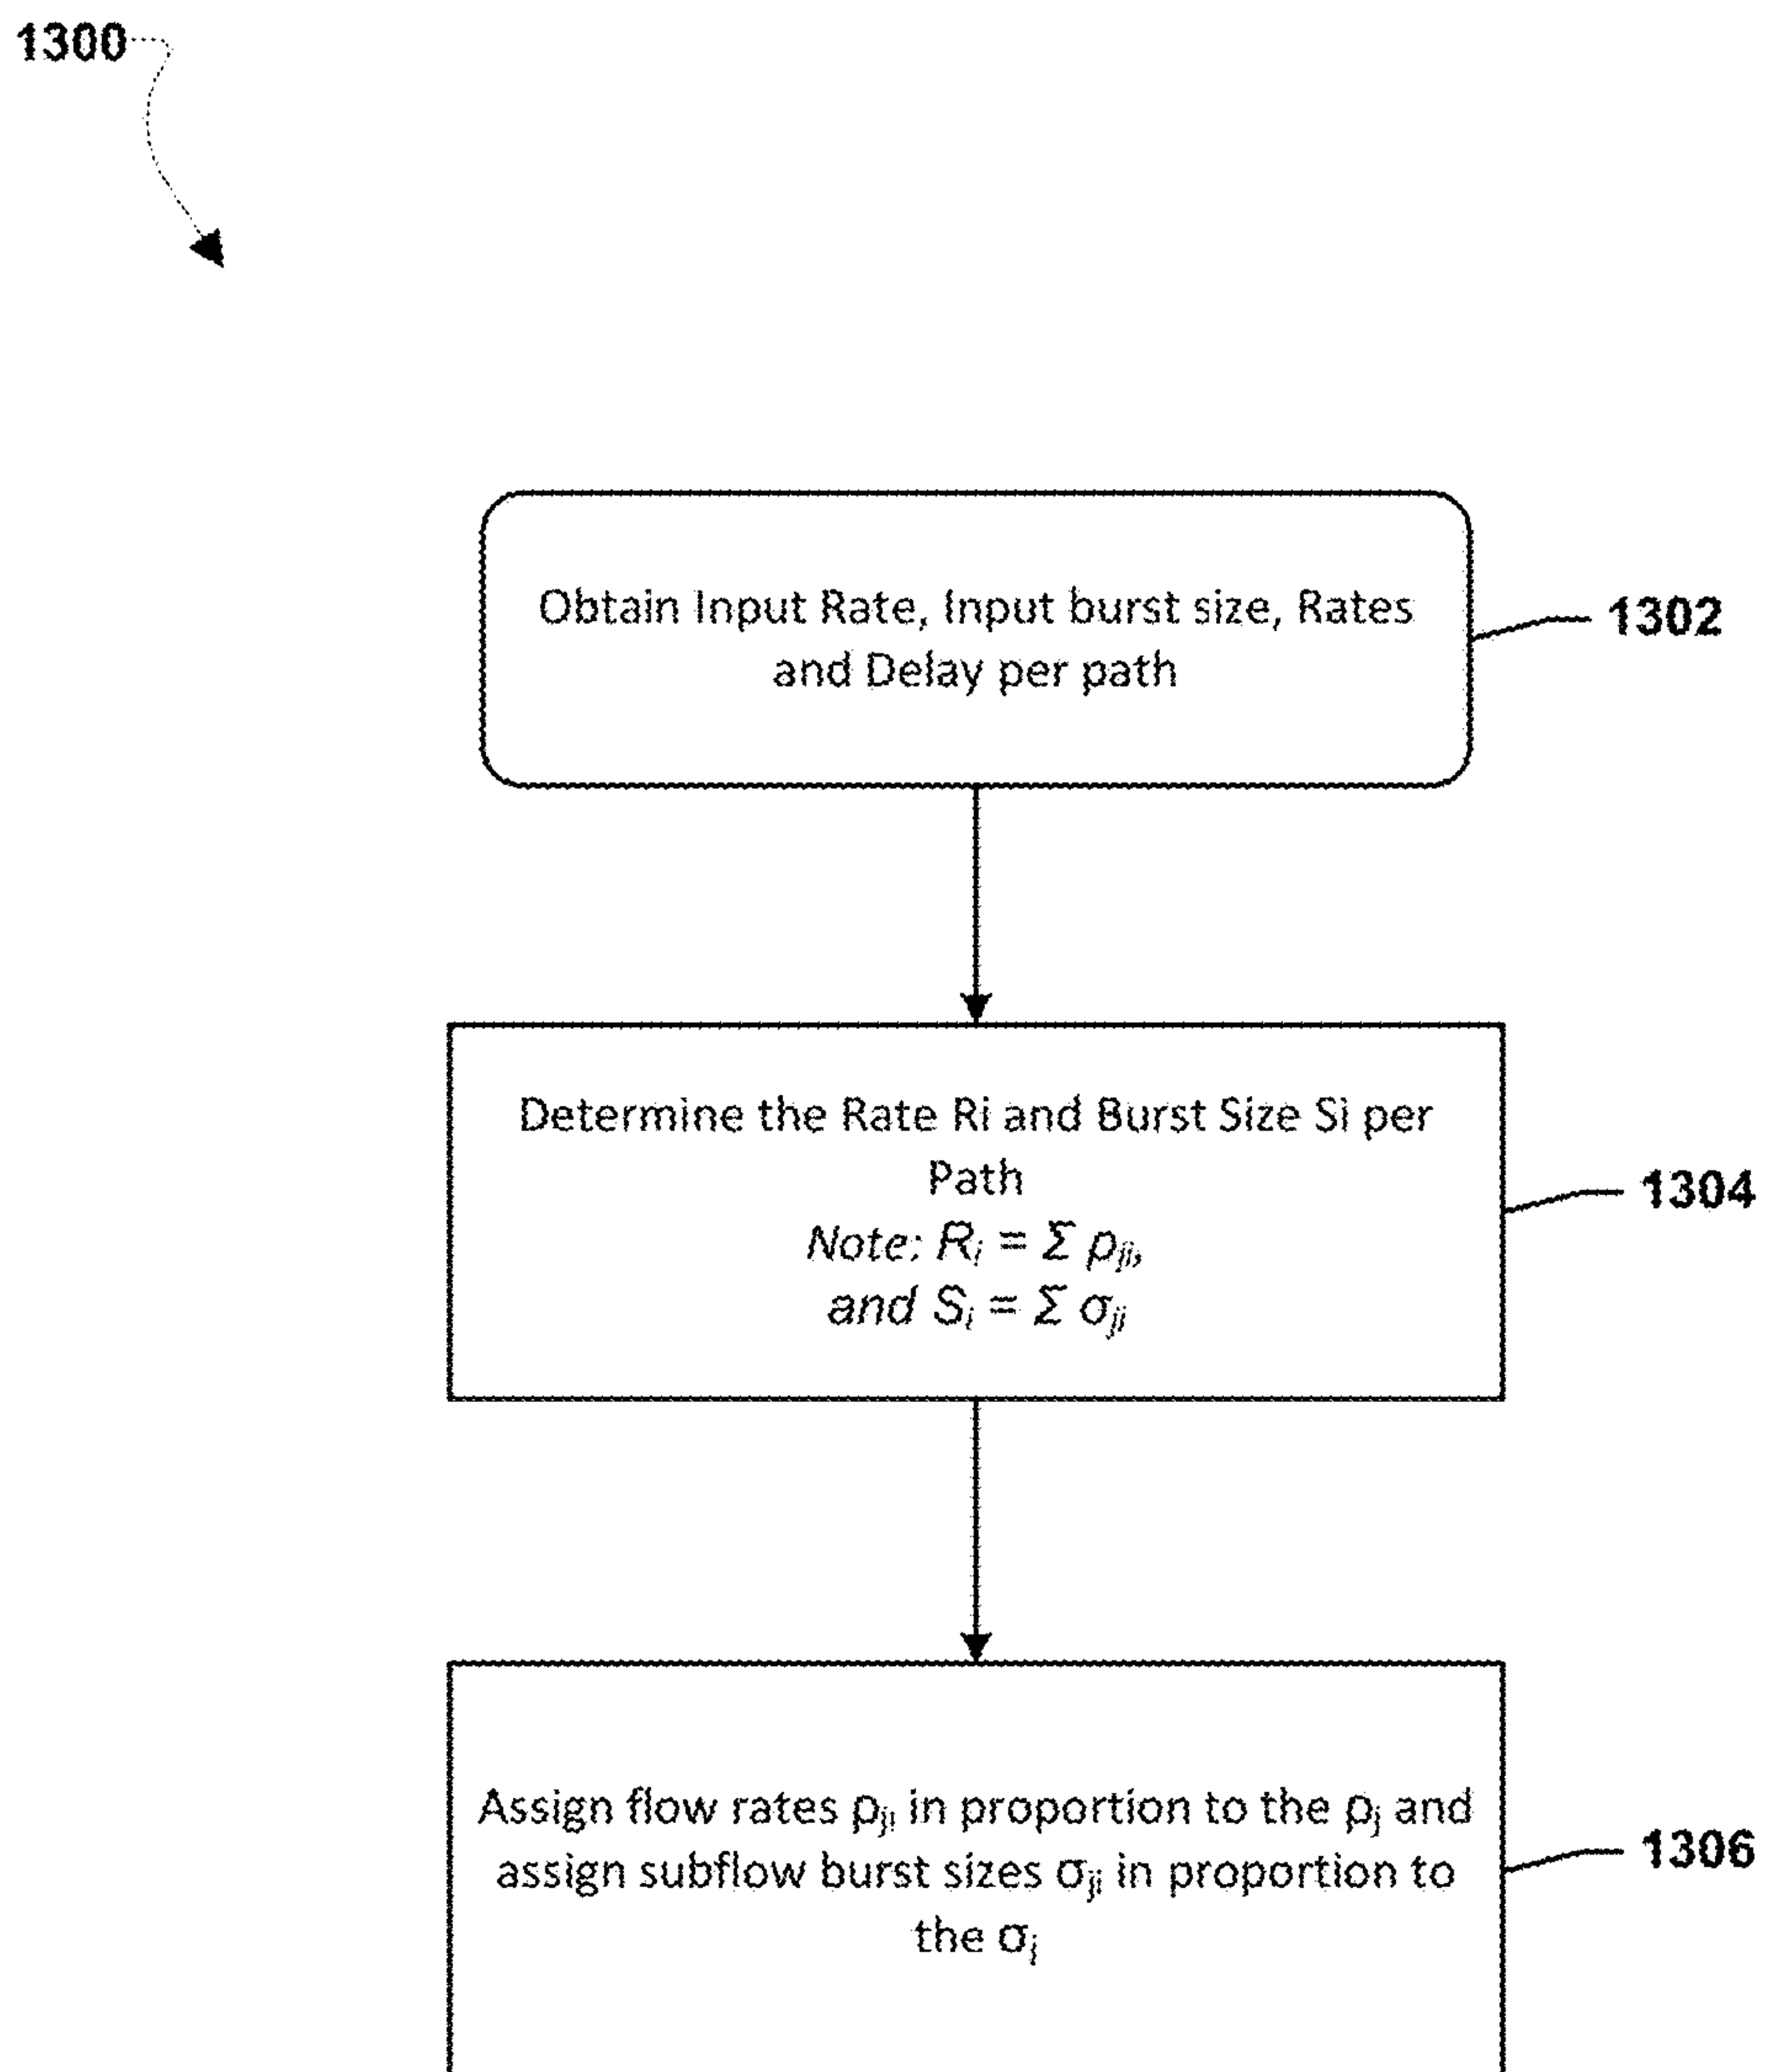 1300
Obtain Input Rate, Input burst size, Rates
and Delay per path
1302
Determine the Rate Ri and Burst Size Si per
Path
Note: Rᵢ = Σ ρⱼᵢ,
and Sᵢ = Σ σⱼᵢ
1304
Assign flow rates ρⱼᵢ, in proportion to the ρⱼ and
assign subflow burst sizes σⱼᵢ in proportion to
the σⱼ
1306